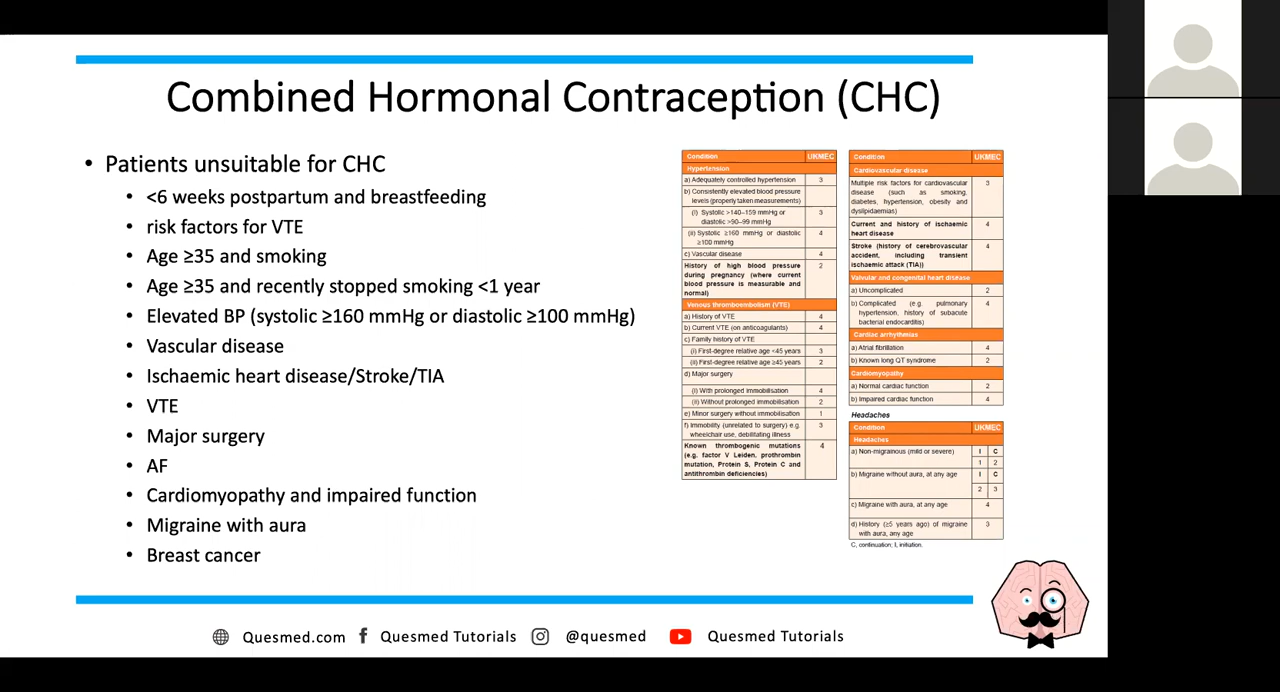 Combined Hormonal Contraception (CHC)
• Patients unsuitable for CHC
• <6 weeks postpartum and breastfeeding
• risk factors for VTE
• Age ≥35 and smoking
• Age ≥35 and recently stopped smoking <1 year
• Elevated BP (systolic ≥160 mmHg or diastolic ≥100 mmHg)
• Vascular disease
• Ischaemic heart disease/Stroke/TIA
• VTE
• Major surgery
• AF
• Cardiomyopathy and impaired function
• Migraine with aura
• Breast cancer
Condition UKMEC
Hypertension
a) Adequately controlled hypertension 3
b) Consistently elevated blood pressure
levels (properly taken measurements)
(i) Systolic >140–159 mmHg or 3
diastolic >90–99 mmHg
(ii) Systolic ≥160 mmHg or diastolic 4
≥100 mmHg
c) Vascular disease 4
History of high blood pressure 2
during pregnancy (where current
blood pressure is measurable and
normal)
Venous thromboembolism (VTE)
a) History of VTE 4
b) Current VTE (on anticoagulants) 4
c) Family history of VTE
(i) First-degree relative age <45 years 3
(ii) First-degree relative age ≥45 years 2
d) Major surgery
(i) With prolonged immobilisation 4
(ii) Without prolonged immobilisation 2
e) Minor surgery without immobilisation 1
f) Immobility (unrelated to surgery) e.g. 3
wheelchair use, debilitating illness
Known thrombogenic mutations 4
(e.g. factor V Leiden, prothrombin
mutation, Protein S, Protein C and
antithrombin deficiencies)
Condition UKMEC
Cardiovascular disease
Multiple risk factors for cardiovascular 3
disease (such as smoking,
diabetes, hypertension, obesity and
dyslipidaemias)
Current and history of ischaemic 4
heart disease
Stroke (history of cerebrovascular 4
accident, including transient
ischaemic attack (TIA))
Valvular and congenital heart disease
a) Uncomplicated 2
b) Complicated (e.g. pulmonary 4
hypertension, history of subacute
bacterial endocarditis)
Cardiac arrhythmias
a) Atrial fibrillation 4
b) Known long QT syndrome 2
Cardiomyopathy
a) Normal cardiac function 2
b) Impaired cardiac function 4
Headaches
Condition UKMEC
Headaches
a) Non-migrainous (mild or severe) I C
1 2
b) Migraine without aura, at any age I C
2 3
c) Migraine with aura, at any age 4
d) History (≥5 years ago) of migraine 3
with aura, any age
C, continuation; I, initiation.
Quesmed.com f Quesmed Tutorials @quesmed Quesmed Tutorials